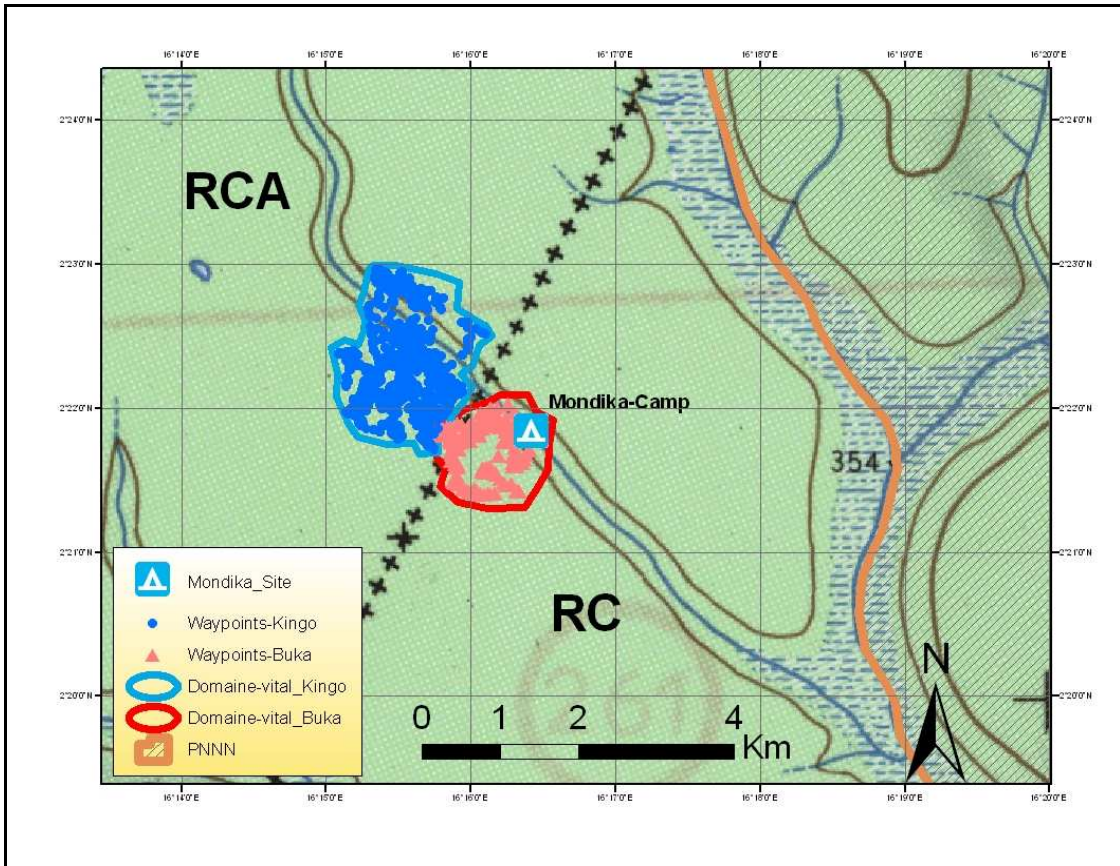 16°14'0"E 16°15'0"E 16°16'0"E 16°17'0"E 16°18'0"E 16°19'0"E 16°20'0"E
2°24'0"N 2°24'0"N
RCA
2°23'0"N 2°23'0"N
2°22'0"N 2°22'0"N
Mondika-Camp
354
2°21'0"N 2°21'0"N
RC
2°20'0"N 2°20'0"N
Mondika_Site
Waypoints-Kingo
Waypoints-Buka
Domaine-vital_Kingo
Domaine-vital_Buka
PNNN
N
0 1 2 4
Km
16°14'0"E 16°15'0"E 16°16'0"E 16°17'0"E 16°18'0"E 16°19'0"E 16°20'0"E